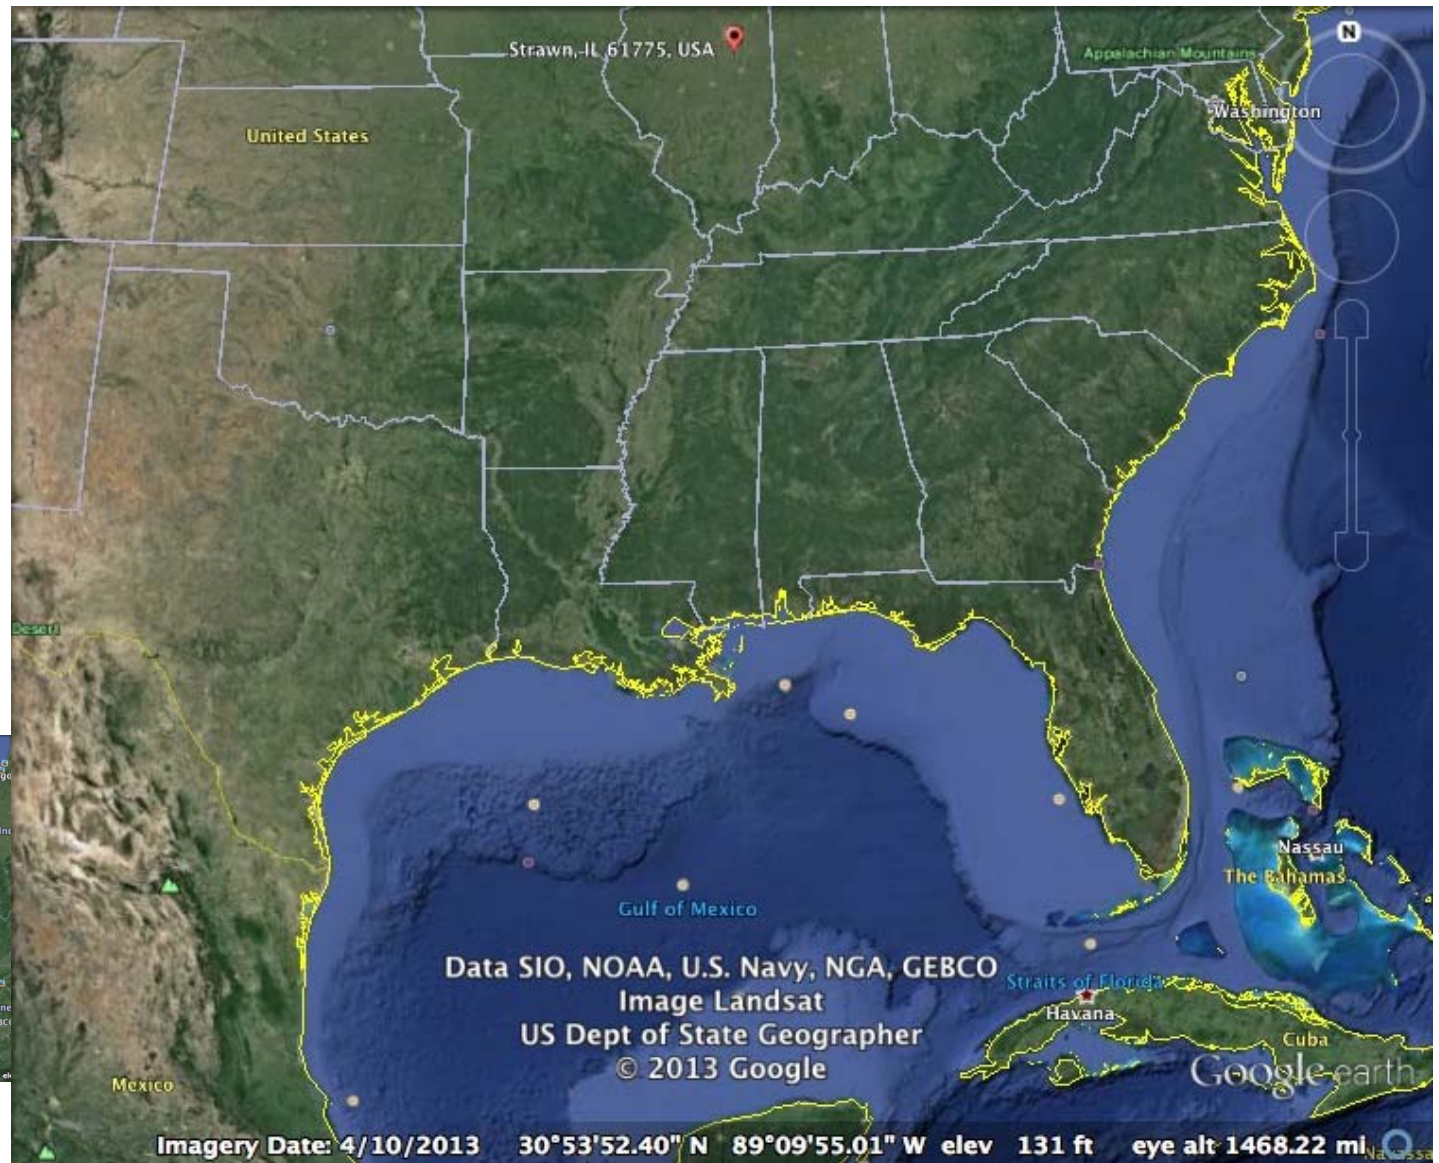 N
Strawn, IL 61775, USA
Appalachian Mountains
Washington
United States
Desert
Nassau
The Bahamas
Gulf of Mexico
Data SIO, NOAA, U.S. Navy, NGA, GEBCO
Image Landsat
US Dept of State Geographer
© 2013 Google
Straits of Florida
Havana
Cuba
Google earth
Mexico
Imagery Date: 4/10/2013 30°53'52.40" N 89°09'55.01" W elev 131 ft eye alt 1468.22 mi